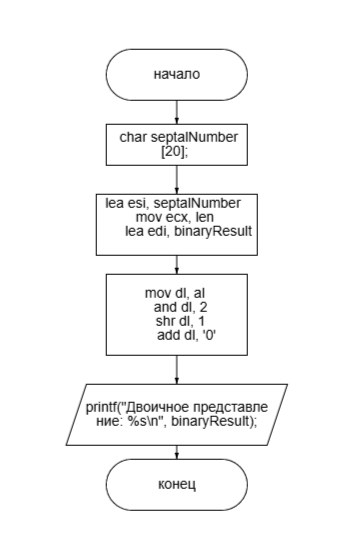 начало
char septalNumber
[20];
lea esi, septalNumber
mov ecx, len
lea edi, binaryResult
mov dl, al
and dl, 2
shr dl, 1
add dl, '0'
printf("Двоичное представле
ние: %s\n", binaryResult);
конец